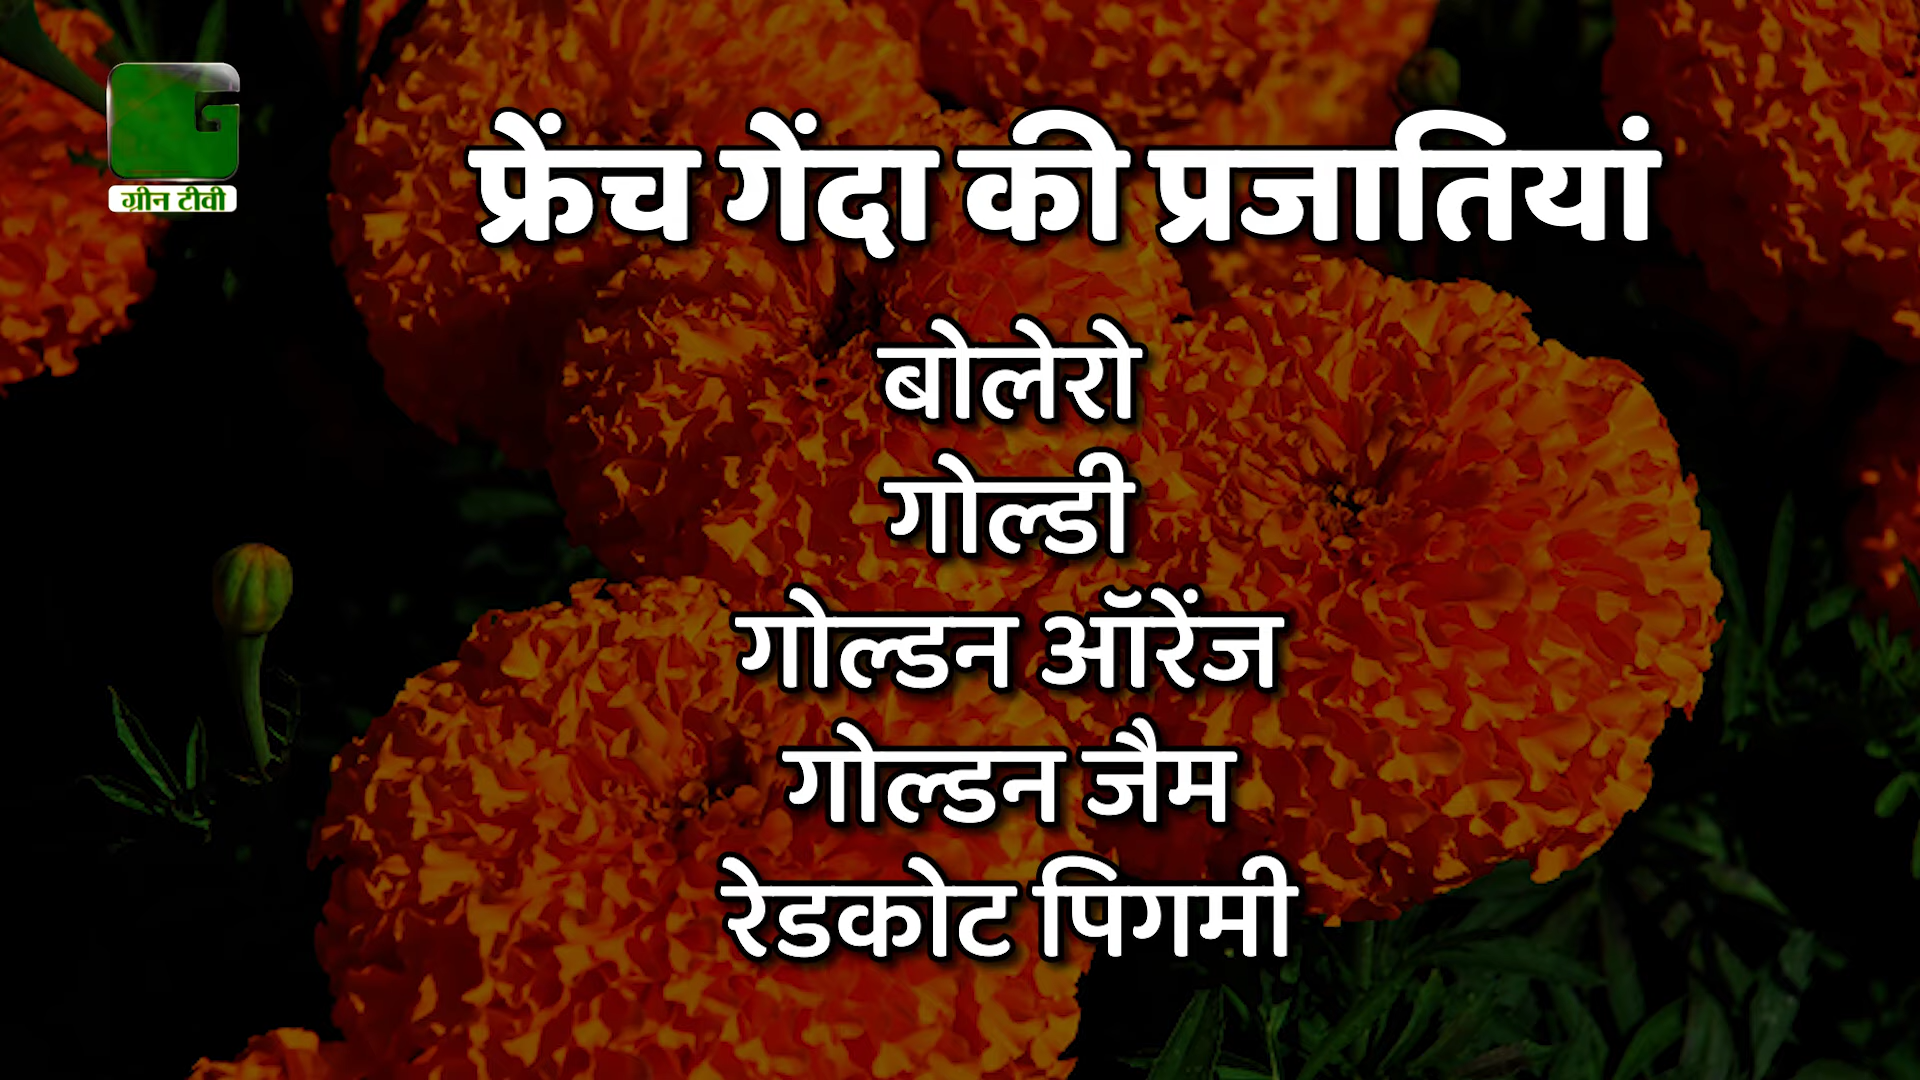 ग्रीन टीवी
फ्रेंच गेंदा की प्रजातियां
बोलेरो
गोल्डी
गोल्डन ऑरेंज
गोल्डन जैम
रेडकोट पिगमी